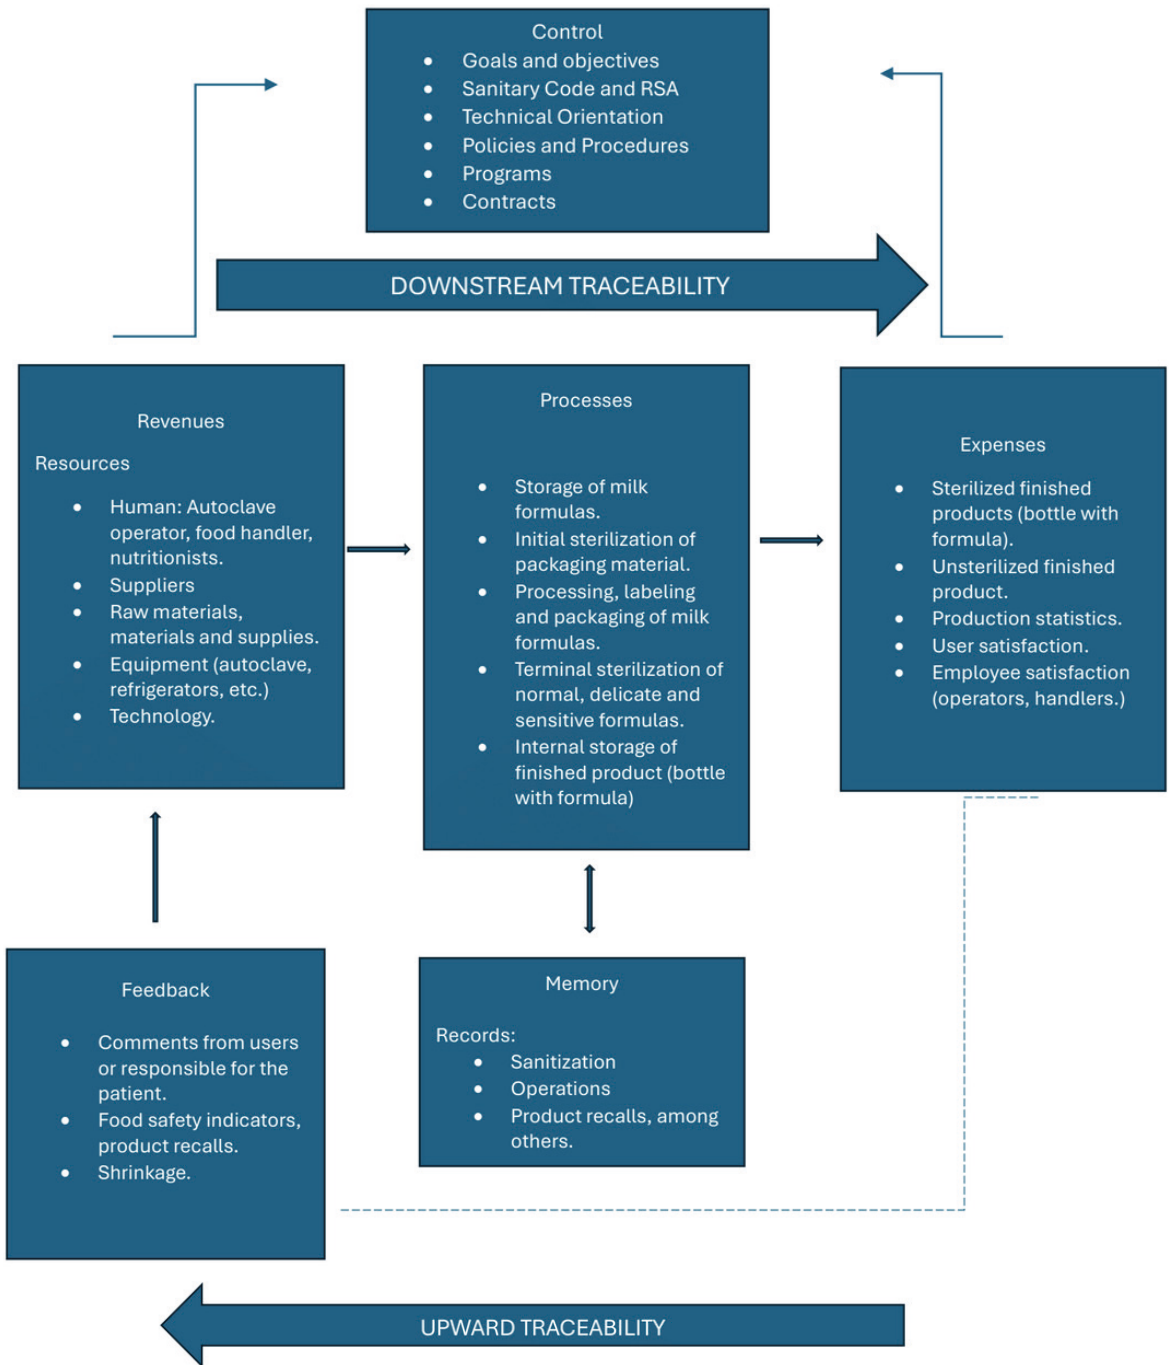 Control
• Goals and objectives
• Sanitary Code and RSA
• Technical Orientation
• Policies and Procedures
• Programs
• Contracts
DOWNSTREAM TRACEABILITY
Revenues
Resources
• Human: Autoclave
operator, food handler,
nutritionists.
• Suppliers
• Raw materials,
materials and supplies.
• Equipment (autoclave,
refrigerators, etc.)
• Technology.
Processes
• Storage of milk
formulas.
• Initial sterilization of
packaging material.
• Processing, labeling
and packaging of milk
formulas.
• Terminal sterilization of
normal, delicate and
sensitive formulas.
• Internal storage of
finished product (bottle
with formula)
Expenses
• Sterilized finished
products (bottle with
formula).
• Unsterilized finished
product.
• Production statistics.
• User satisfaction.
• Employee satisfaction
(operators, handlers.)
Feedback
• Comments from users
or responsible for the
patient.
• Food safety indicators,
product recalls.
• Shrinkage.
Memory
Records:
• Sanitization
• Operations
• Product recalls, among
others.
UPWARD TRACEABILITY